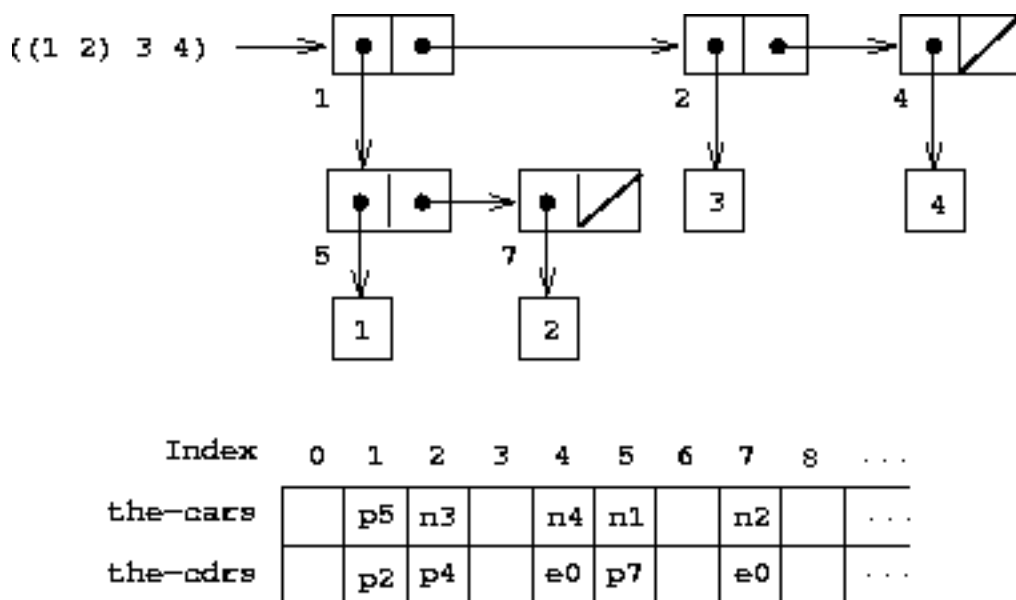 ((1 2) 3 4)
1 2 4
3 4
5 7
1 2
Index 0 1 2 3 4 5 6 7 8 ...
the-cars p5 n3 n4 n1 n2 ...
the-cdrs p2 p4 e0 p7 e0 ...